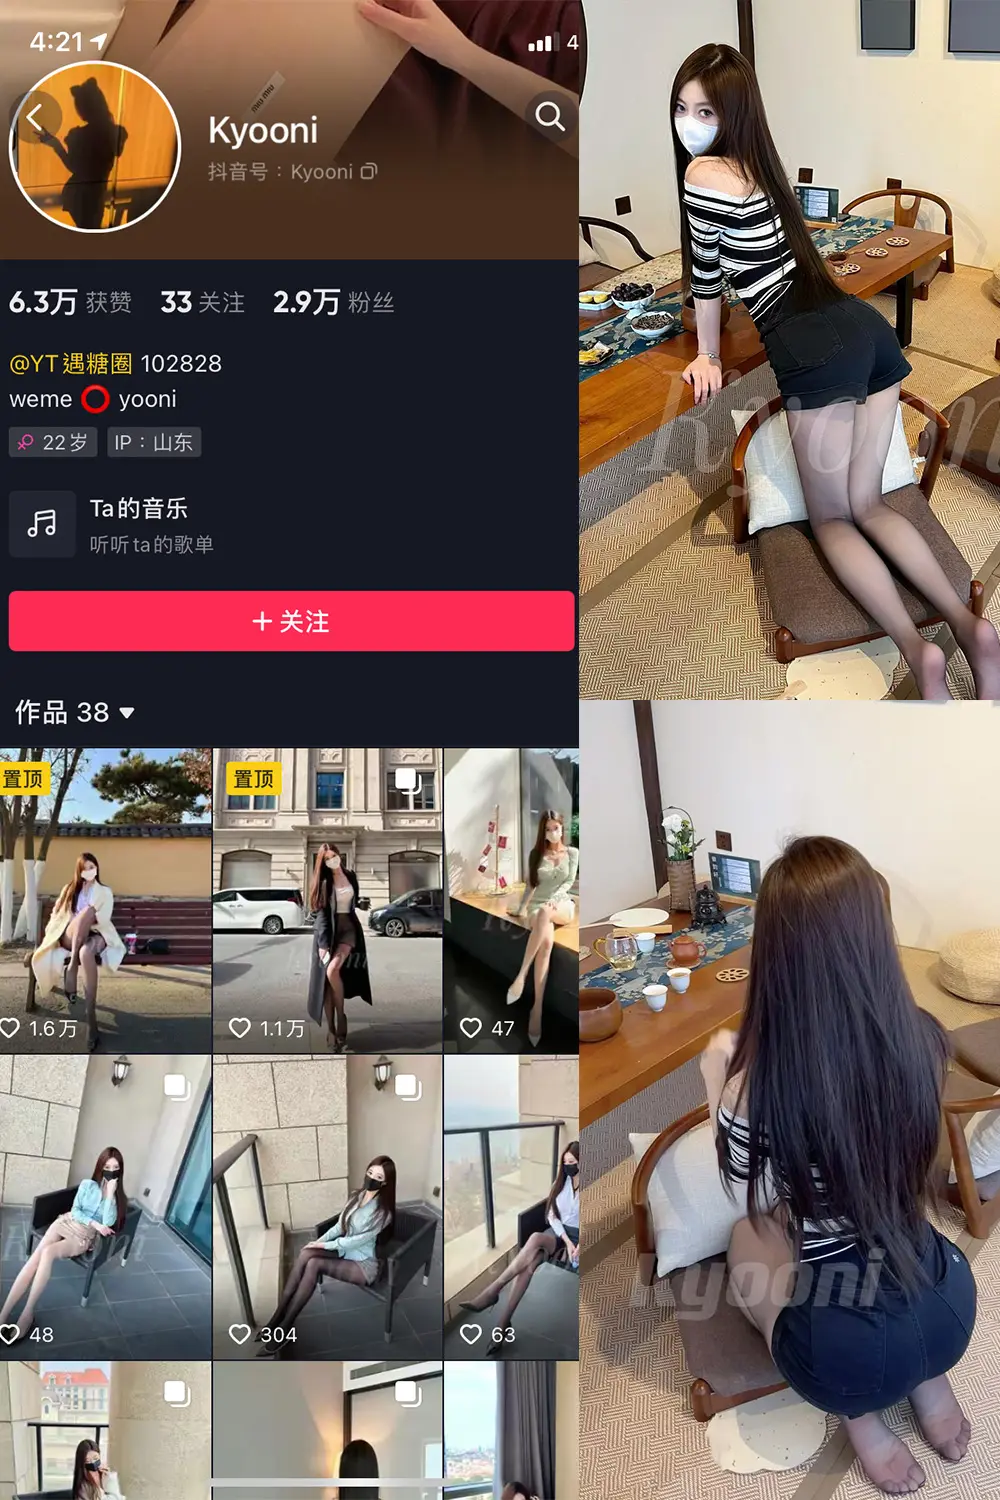 4:21
4
miu miu
Kyooni
抖音号：Kyooni
6.3万 获赞 33 关注 2.9万 粉丝
@YT遇糖圈 102828
weme ⭕ yooni
22岁
IP：山东
Ta的音乐
听听ta的歌单
+ 关注
作品 38
置顶
置顶
1.6万
1.1万
47
48
304
63
Kyooni
Kyooni